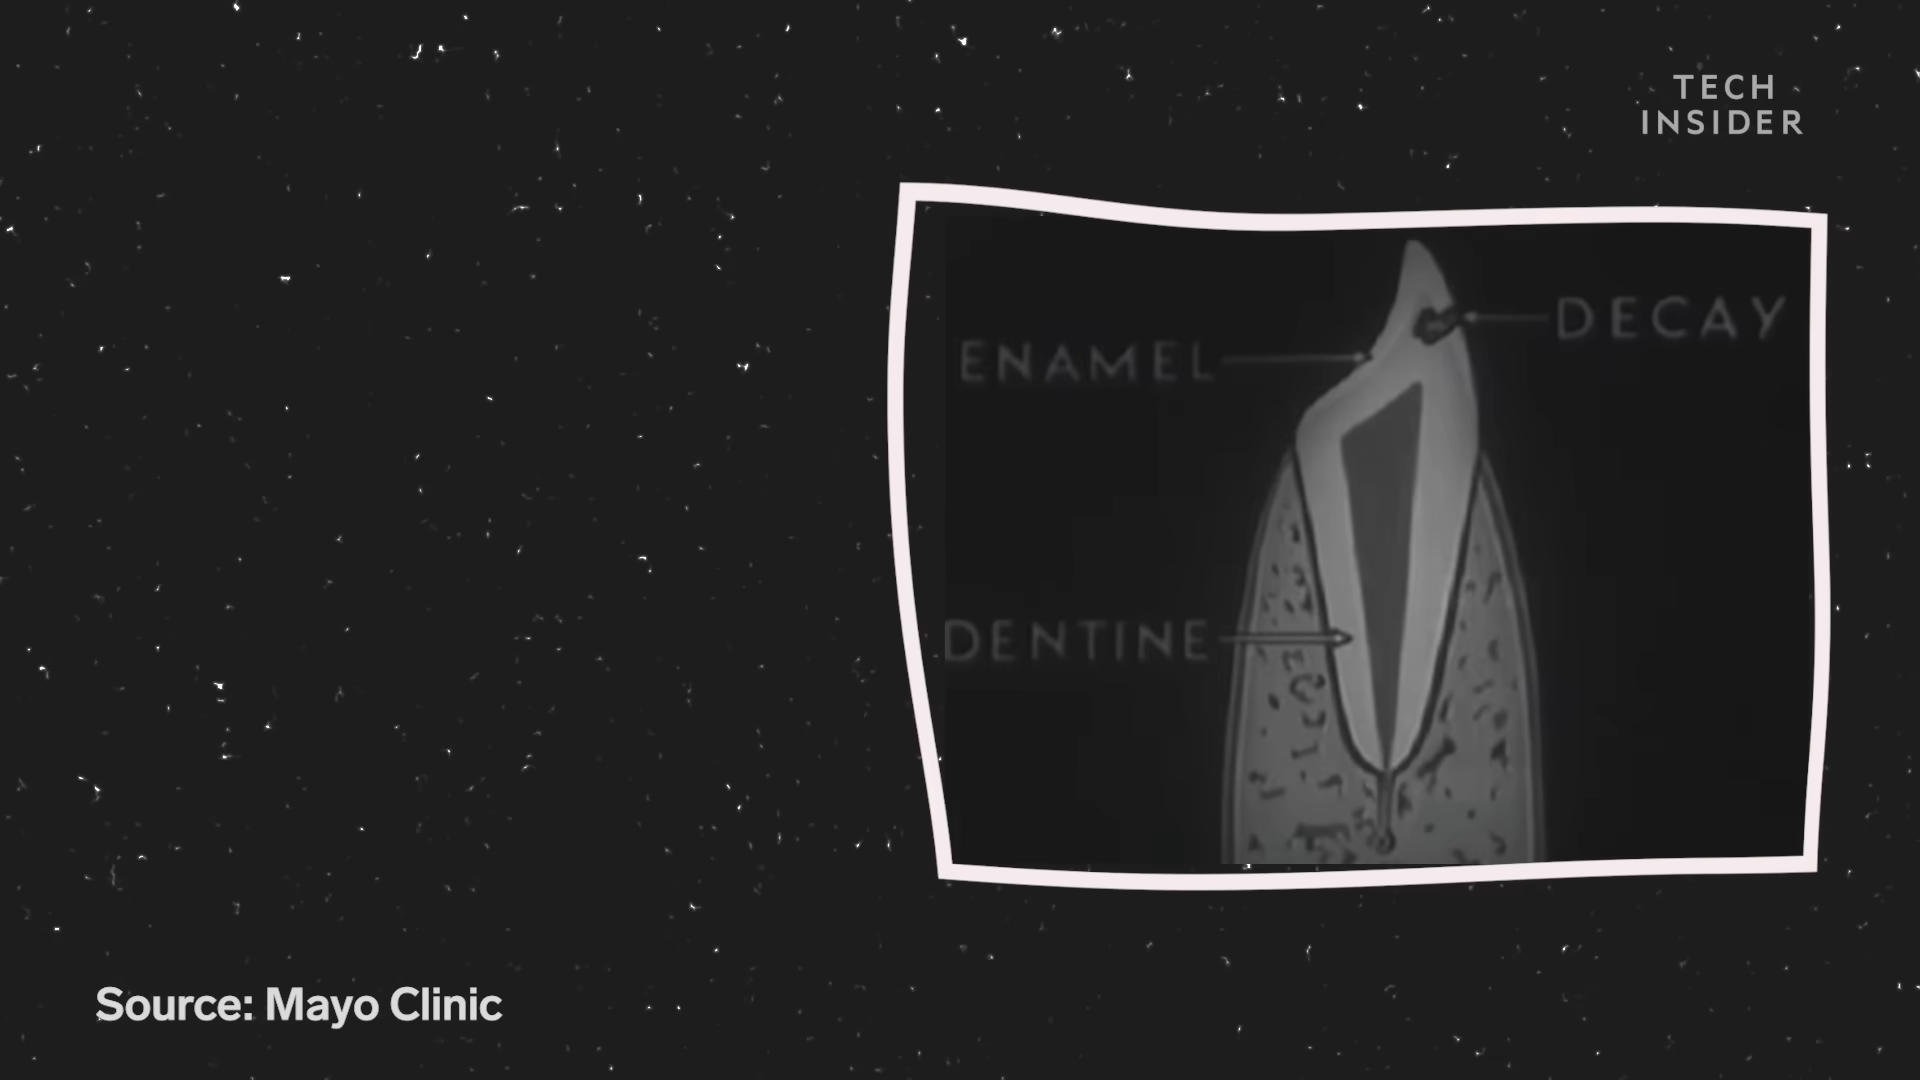 TECH
INSIDER
DECAY
ENAMEL
DENTINE
Source: Mayo Clinic